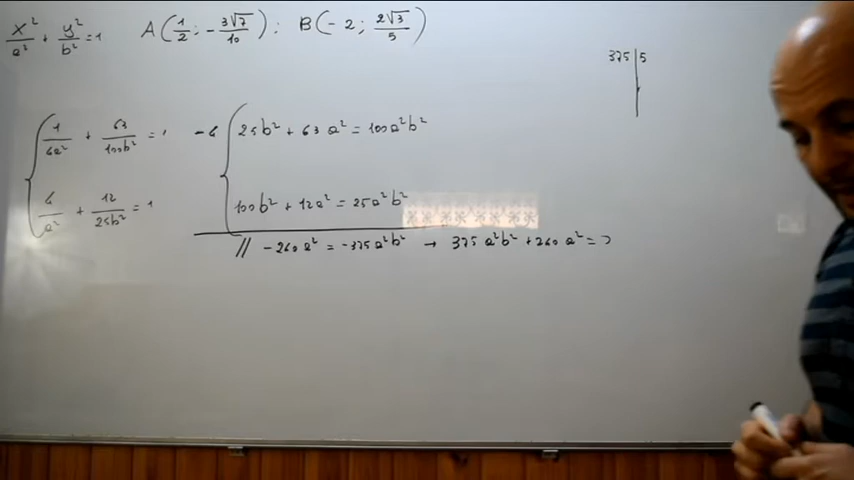 x²/a² + y²/b² = 1 A(1/2 ; -3√7/10) ; B(-2 ; 2√3/5)
375 | 5
{ 1/4a² + 63/100b² = 1 -4 { 25b² + 63a² = 100a²b²
4/a² + 12/25b² = 1 100b² + 12a² = 25a²b²
// -240a² = -375a²b² → 375a²b² + 240a² =